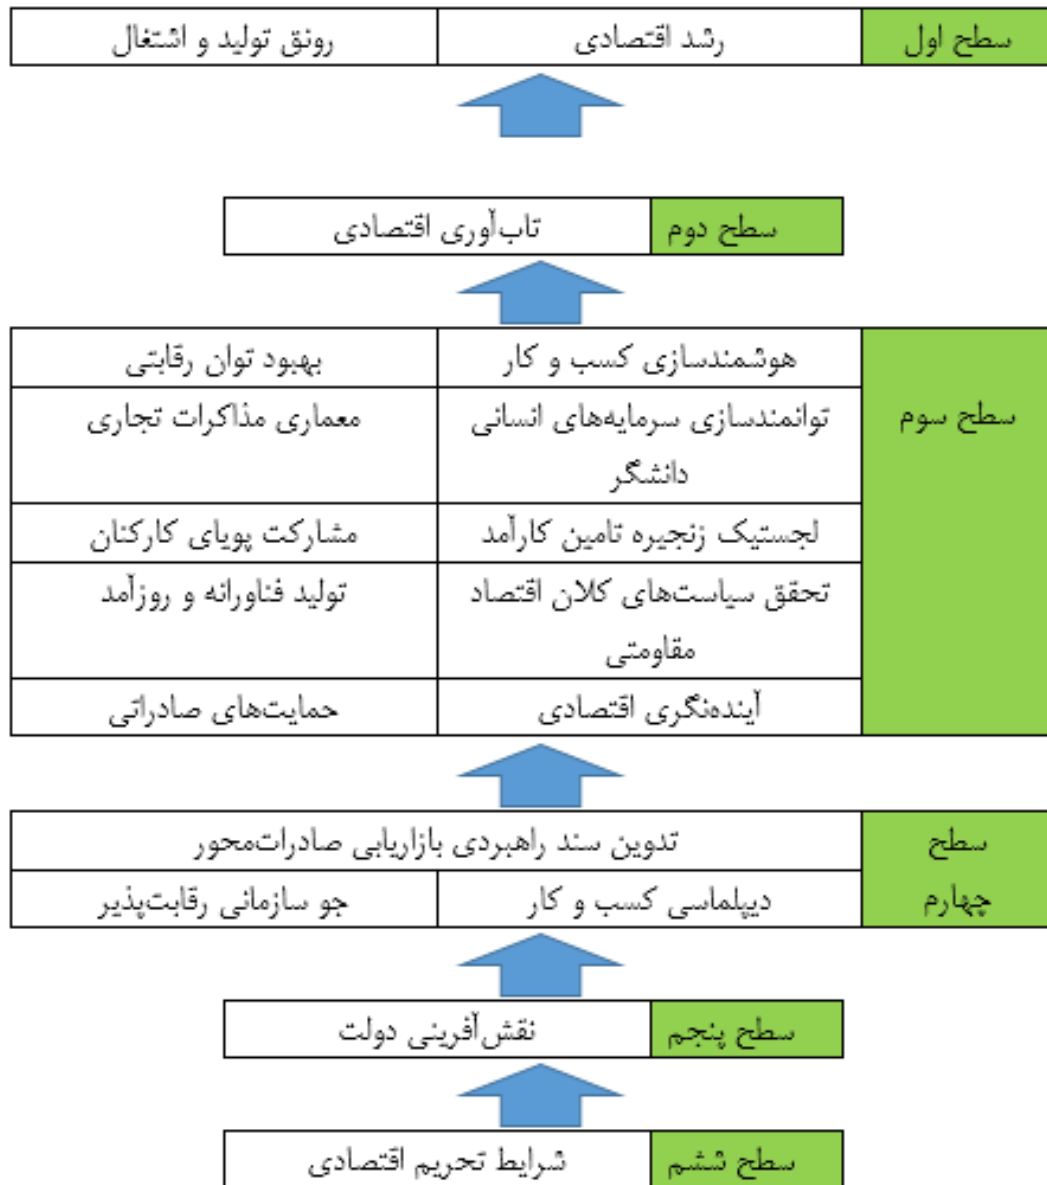 سطح اول
رشد اقتصادی
رونق تولید و اشتغال
سطح دوم
تاب‌آوری اقتصادی
سطح سوم
هوشمندسازی کسب و کار
بهبود توان رقابتی
توانمندسازی سرمایه‌های انسانی
دانشگر
معماری مذاکرات تجاری
لجستیک زنجیره تامین کارآمد
مشارکت پویای کارکنان
تحقق سیاست‌های کلان اقتصاد
مقاومتی
تولید فناورانه و روزآمد
آینده‌نگری اقتصادی
حمایت‌های صادراتی
سطح
چهارم
تدوین سند راهبردی بازاریابی صادرات‌محور
دیپلماسی کسب و کار
جو سازمانی رقابت‌پذیر
سطح پنجم
نقش‌آفرینی دولت
سطح ششم
شرایط تحریم اقتصادی